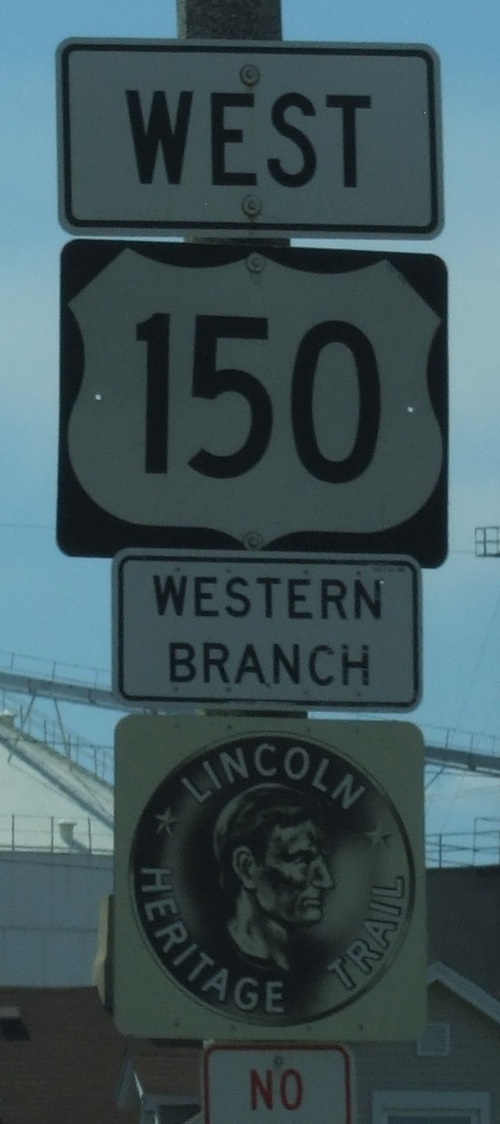 WEST
150
WESTERN
BRANCH
LINCOLN
HERITAGE TRAIL
NO